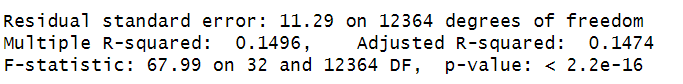 Residual standard error: 11.29 on 12364 degrees of freedom
Multiple R-squared:  0.1496,    Adjusted R-squared:  0.1474
F-statistic: 67.99 on 32 and 12364 DF,  p-value: < 2.2e-16